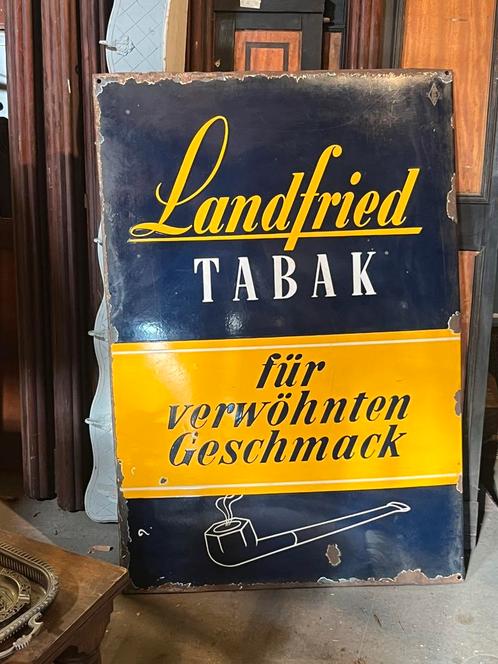 Landfried
TABAK
für
verwöhnten
Geschmack